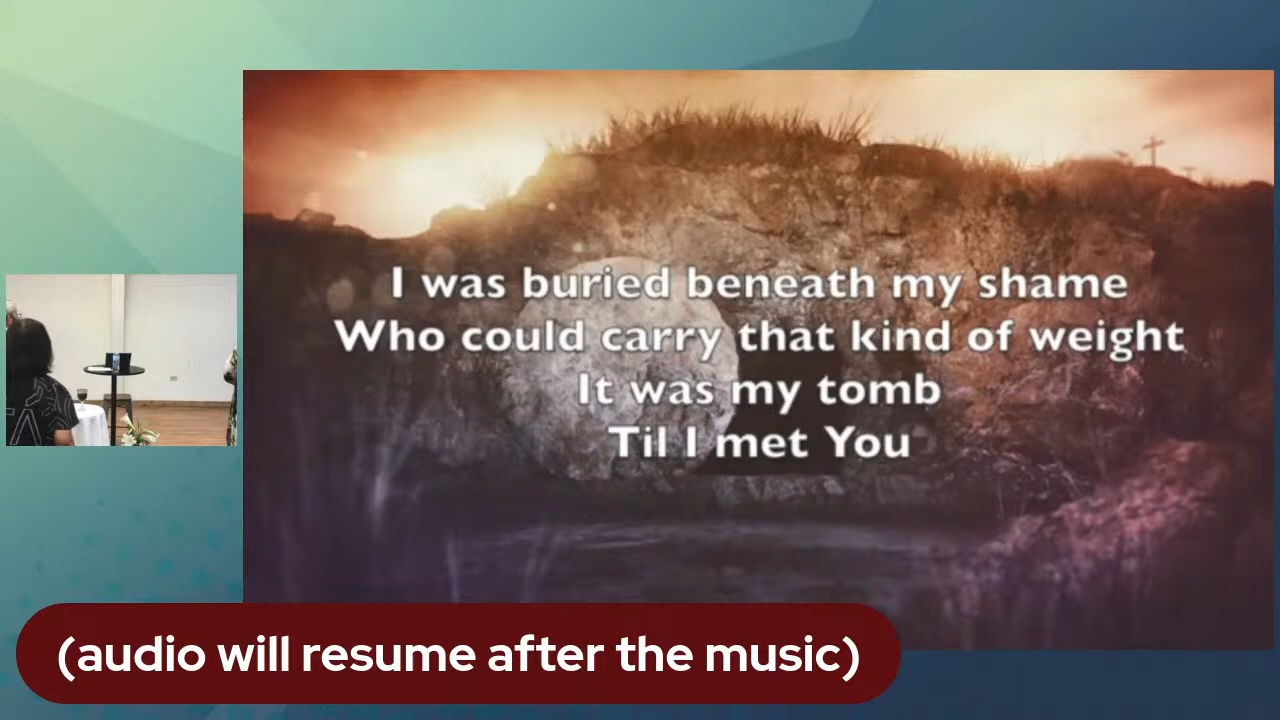 I was buried beneath my shame
Who could carry that kind of weight
It was my tomb
Til I met You
(audio will resume after the music)